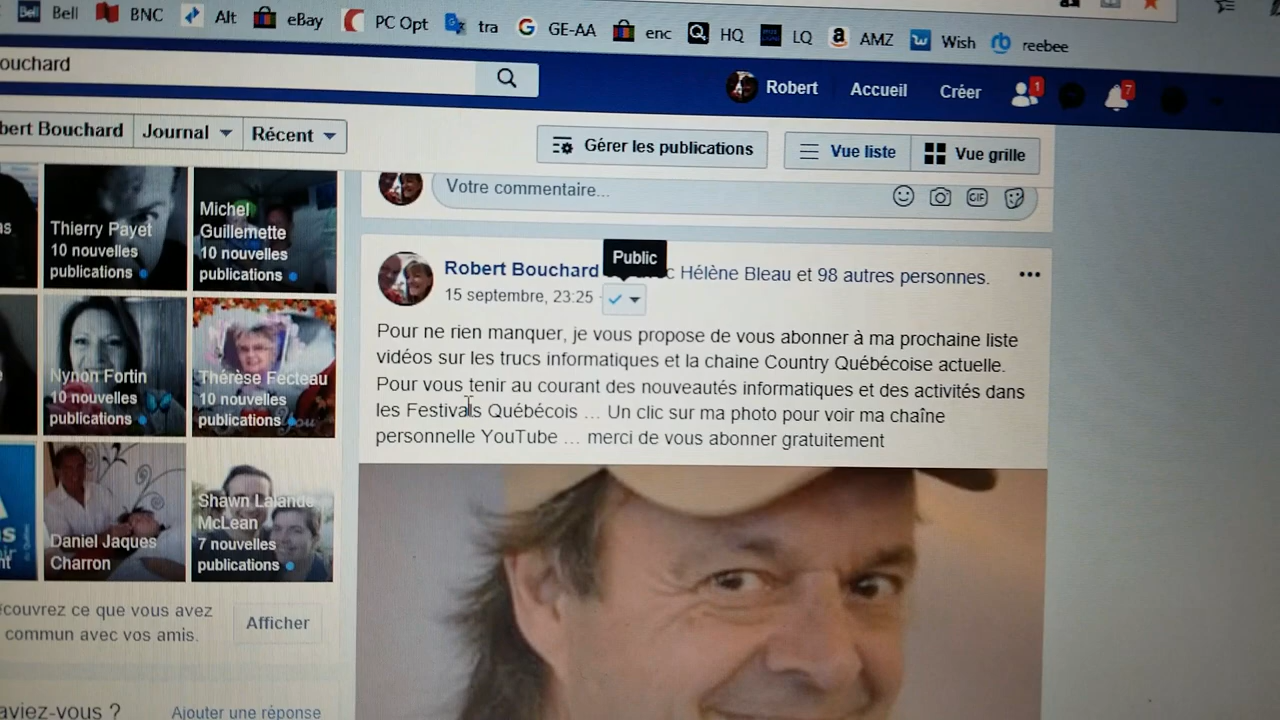 Bell BNC Alt eBay PC Opt tra GE-AA enc HQ LQ AMZ Wish reebee
ouchard
Robert Accueil Créer 1 7
bert Bouchard Journal Récent
Gérer les publications Vue liste Vue grille
Votre commentaire... GIF
Thierry Payet
10 nouvelles
publications
Michel
Guillemette
10 nouvelles
publications
Nynon Fortin
10 nouvelles
publications
Thérèse Fecteau
10 nouvelles
publications
Daniel Jaques
Charron
Shawn Lalande
McLean
7 nouvelles
publications
couvrez ce que vous avez
commun avec vos amis.
Afficher
aviez-vous ? Ajouter une réponse
Public
Robert Bouchard c Hélène Bleau et 98 autres personnes.
15 septembre, 23:25
Pour ne rien manquer, je vous propose de vous abonner à ma prochaine liste
vidéos sur les trucs informatiques et la chaine Country Québécoise actuelle.
Pour vous tenir au courant des nouveautés informatiques et des activités dans
les Festivals Québécois ... Un clic sur ma photo pour voir ma chaîne
personnelle YouTube ... merci de vous abonner gratuitement